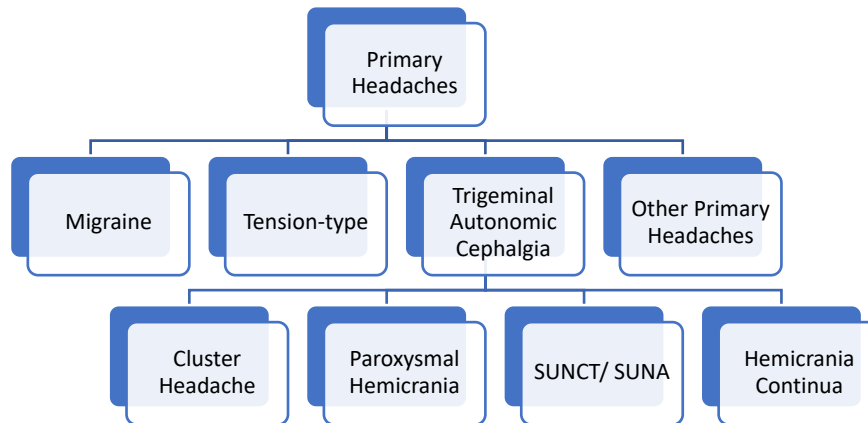 Primary
Headaches
Migraine
Tension-type
Trigeminal
Autonomic
Cephalgia
Other Primary
Headaches
Cluster
Headache
Paroxysmal
Hemicrania
SUNCT/ SUNA
Hemicrania
Continua